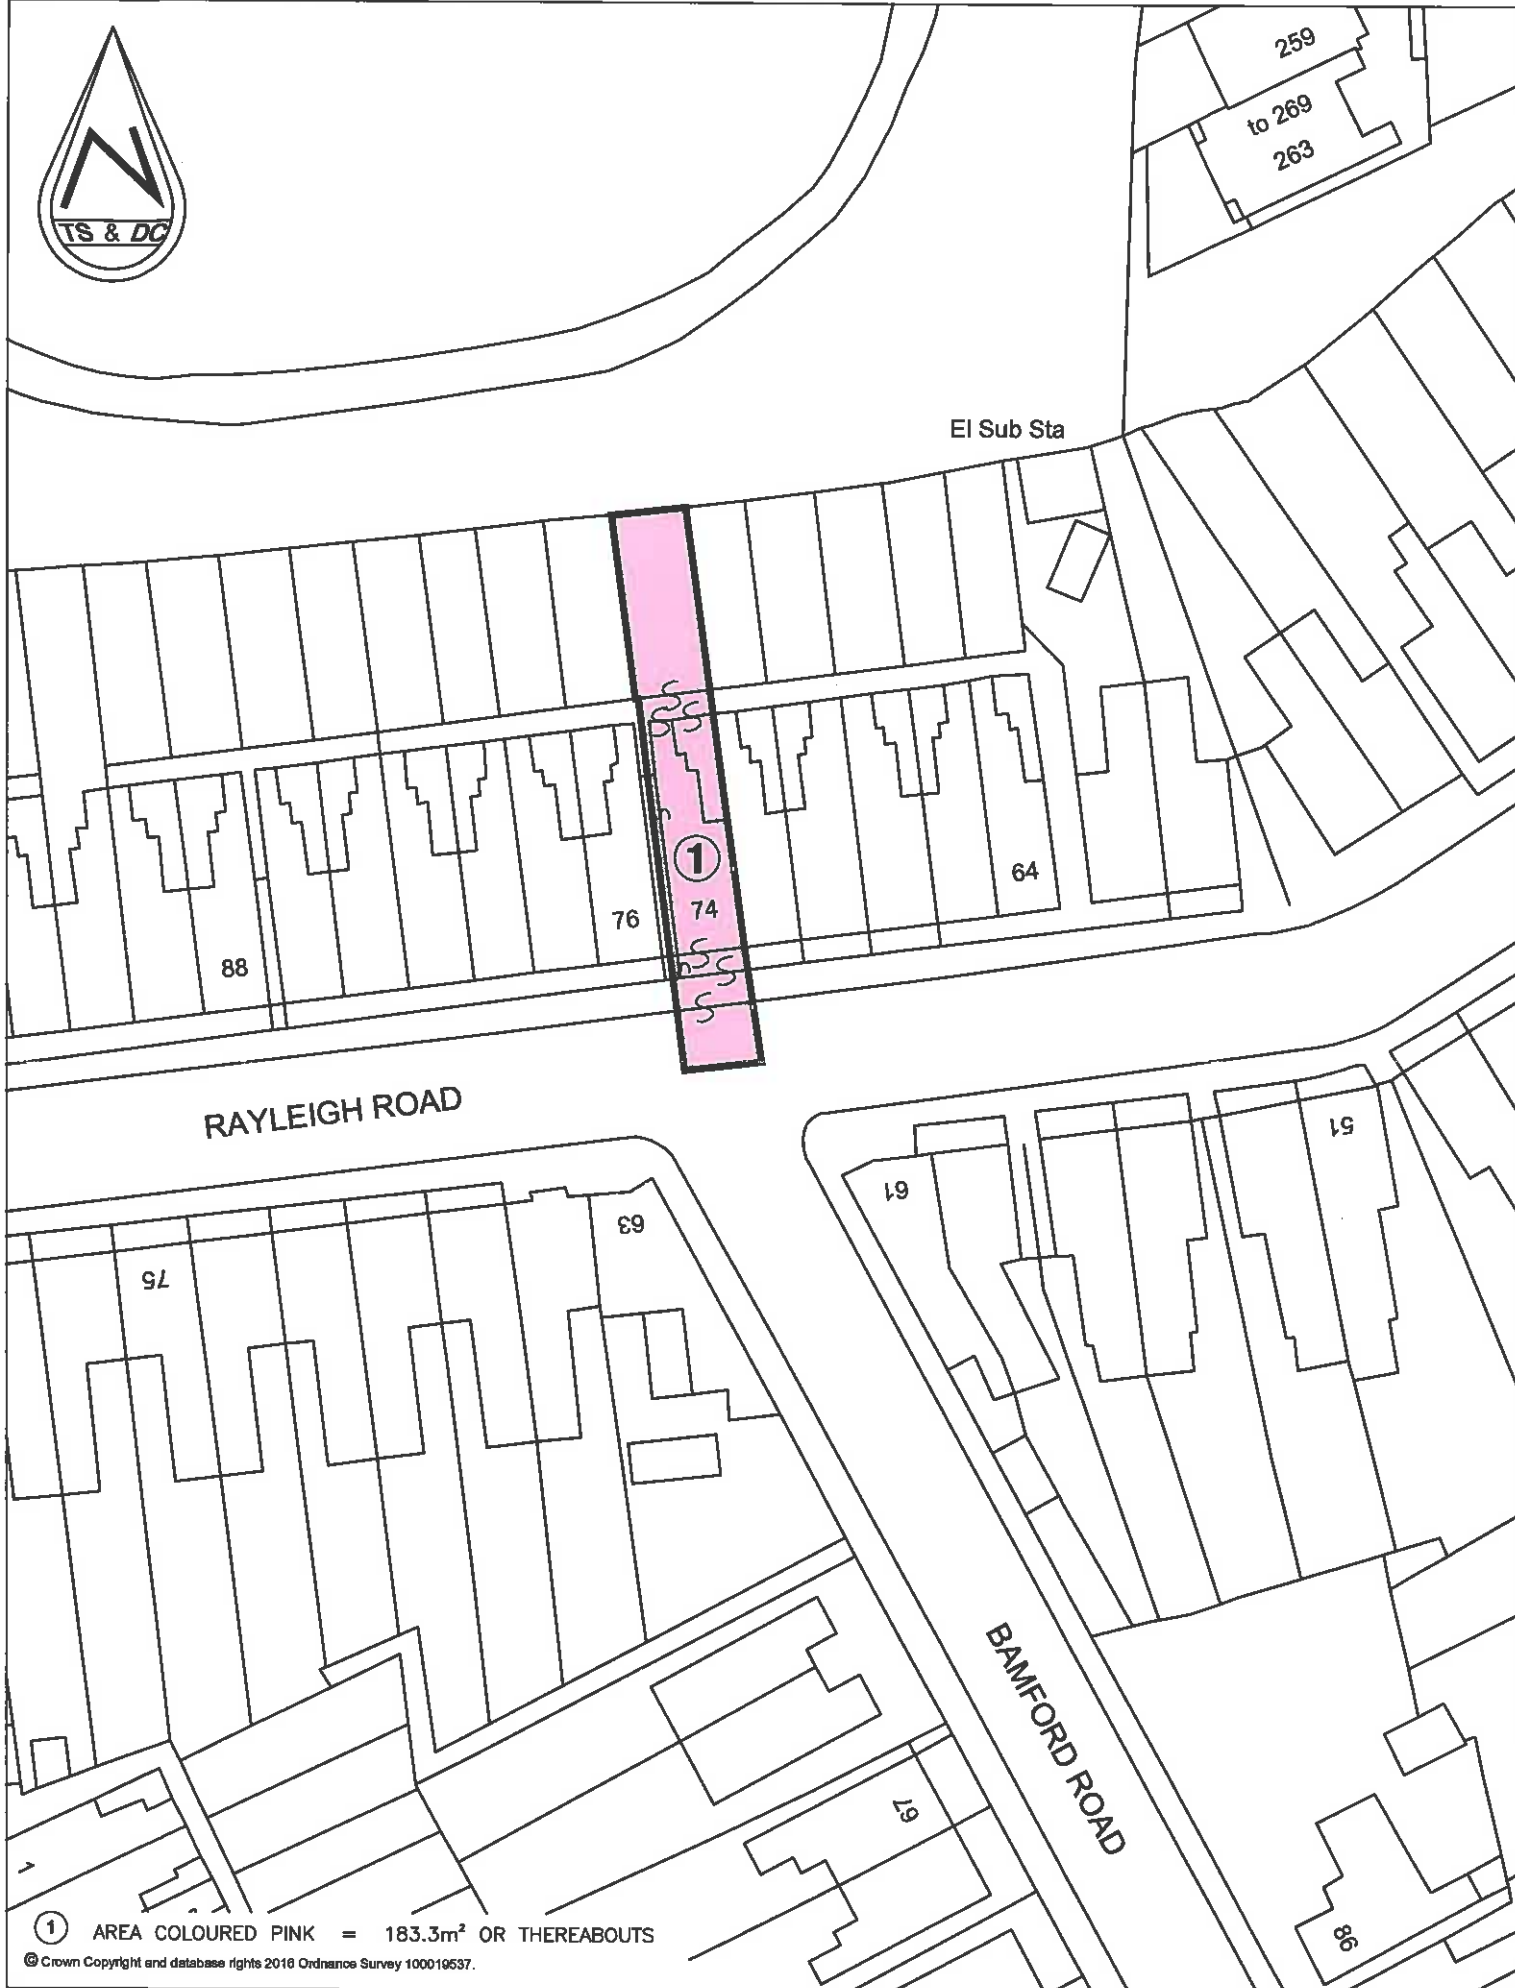 N
TS & DC
259
to 269
263
El Sub Sta
1
74
76
64
88
RAYLEIGH ROAD
51
61
63
75
BAMFORD ROAD
67
1
86
1 AREA COLOURED PINK = 183.3m² OR THEREABOUTS
© Crown Copyright and database rights 2016 Ordnance Survey 100019537.